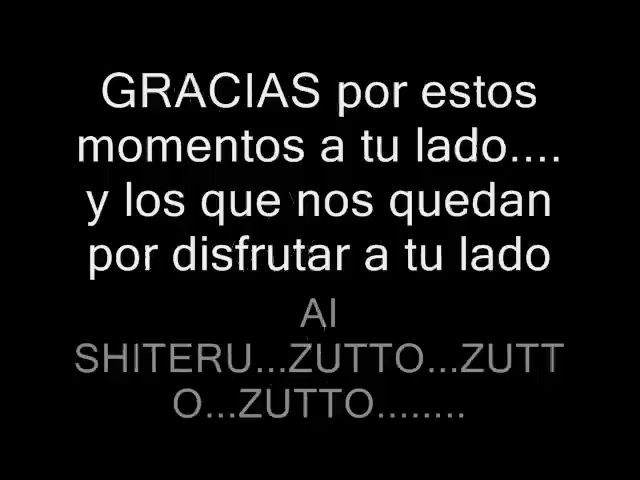 GRACIAS por estos
momentos a tu lado....
y los que nos quedan
por disfrutar a tu lado
AI
SHITERU...ZUTTO...ZUTT
O...ZUTTO........